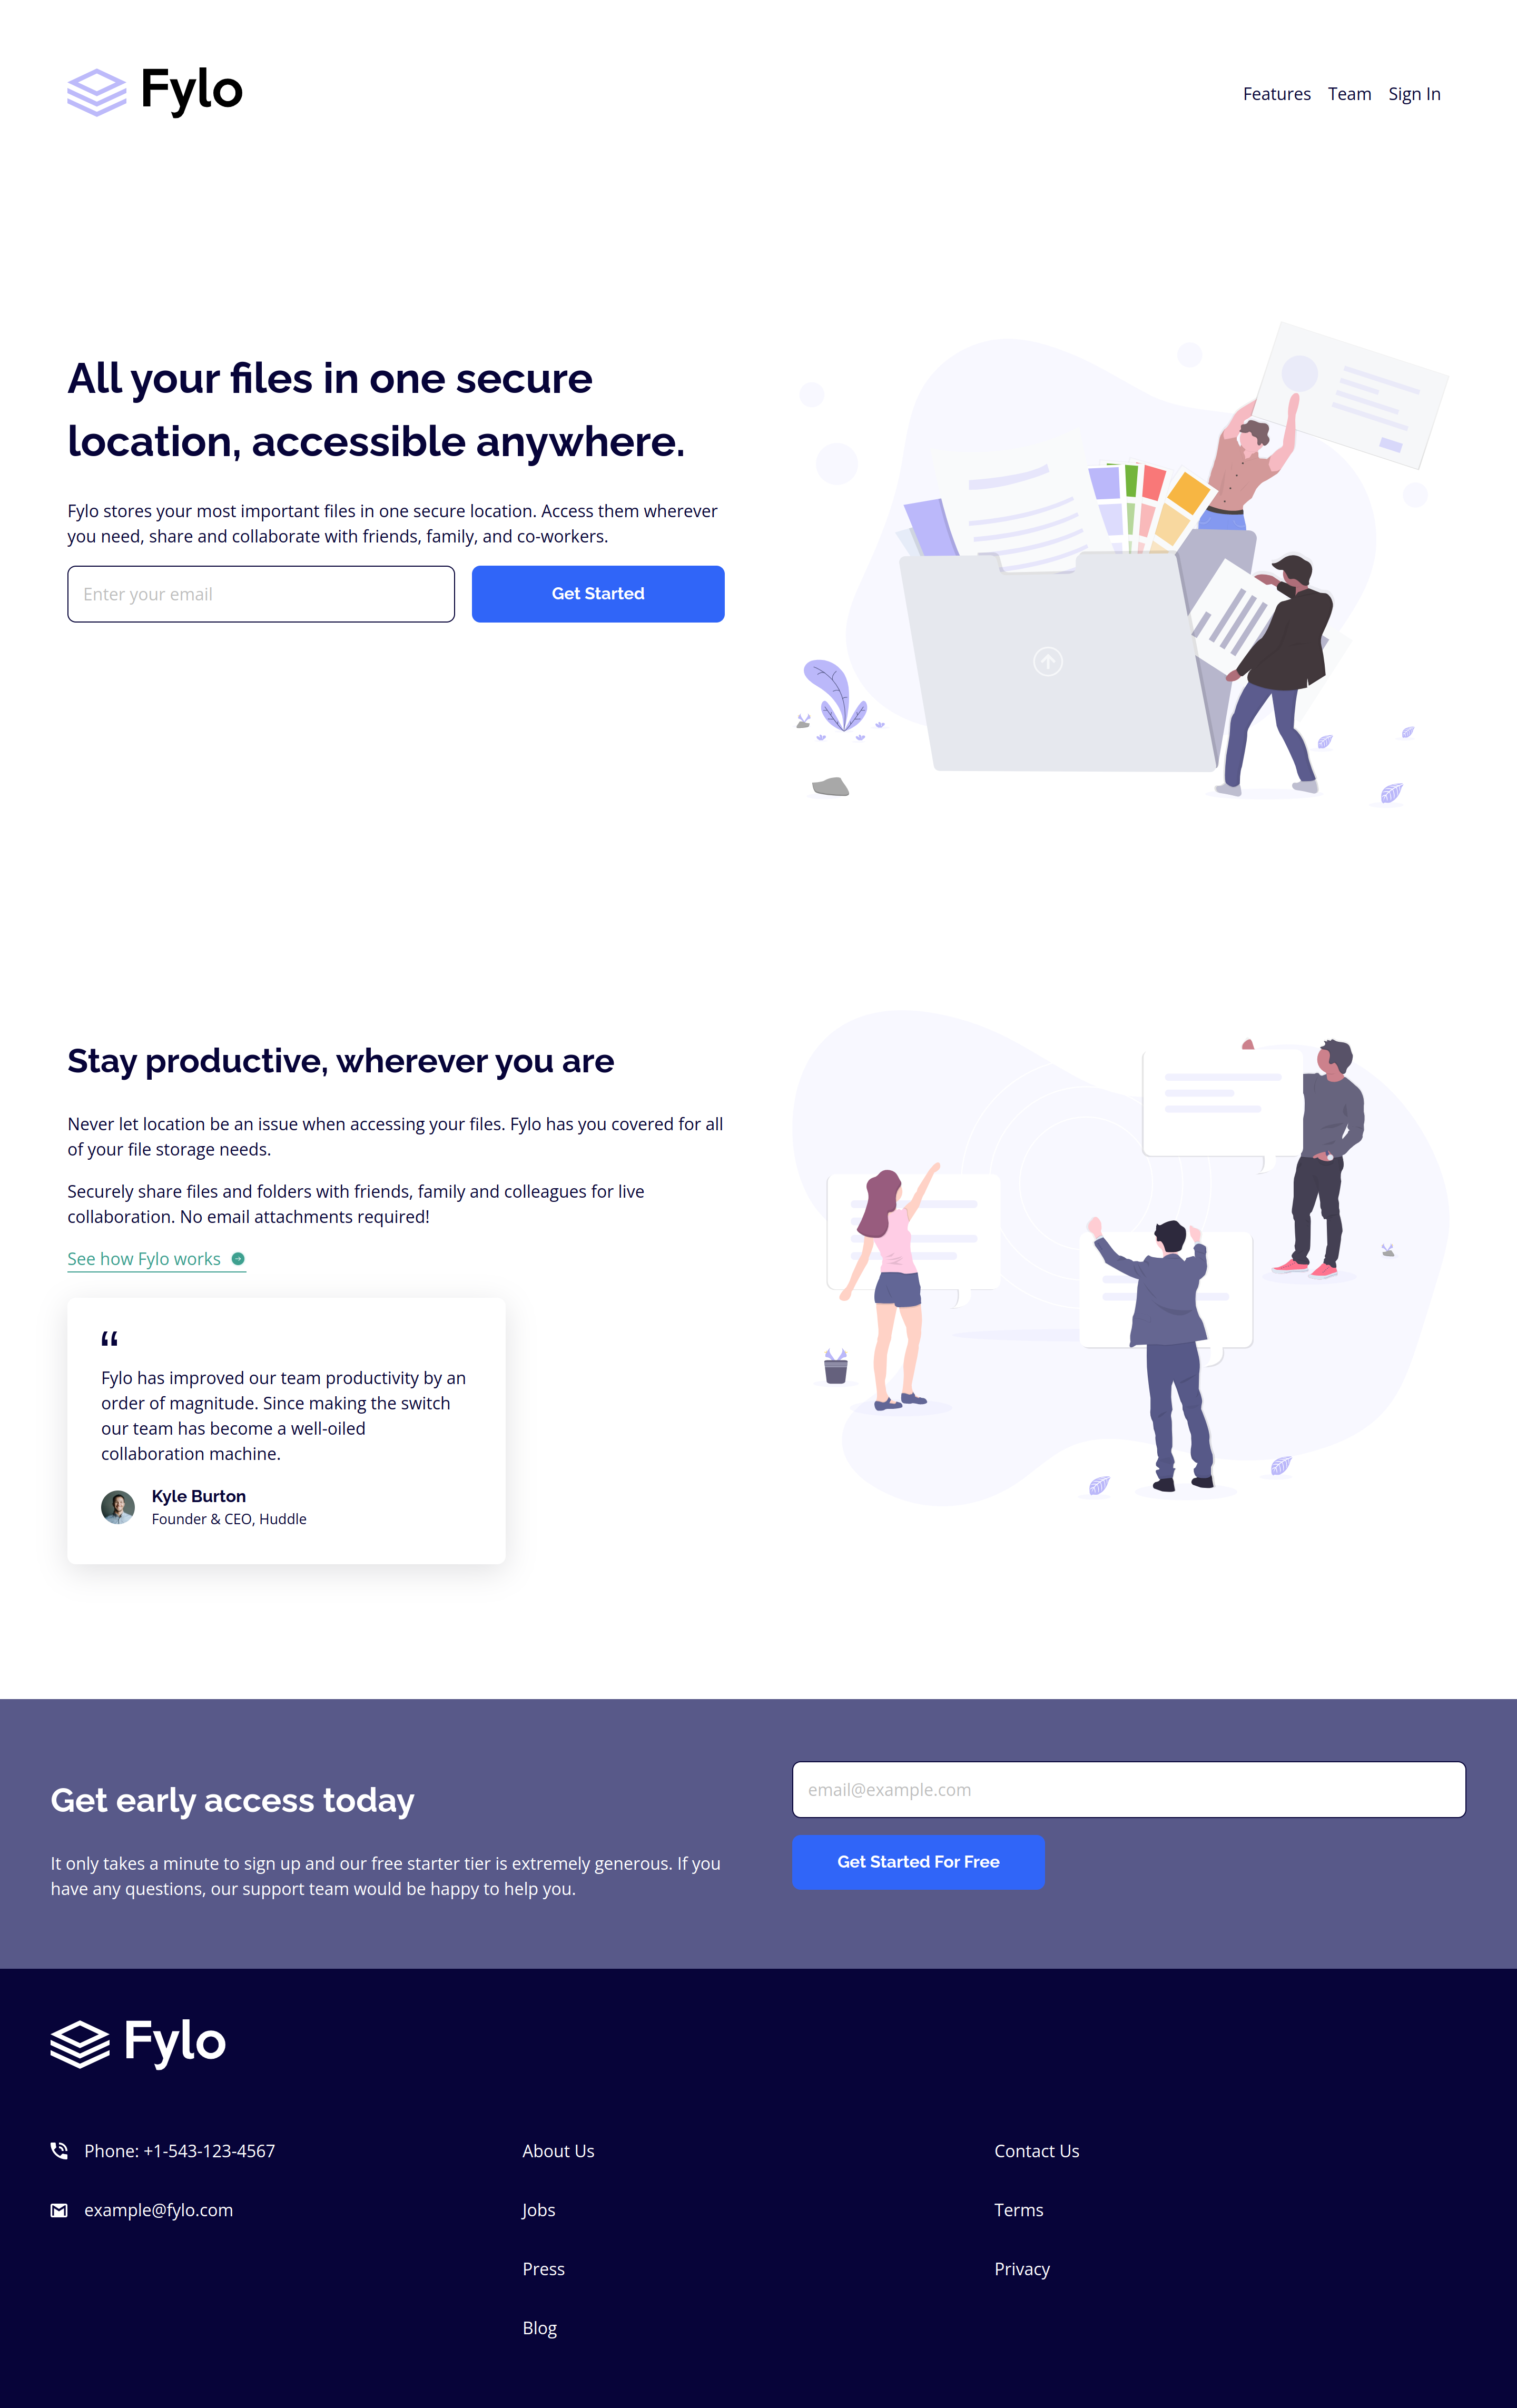 Fylo
Features Team Sign In
All your files in one secure
location, accessible anywhere.
Fylo stores your most important files in one secure location. Access them wherever
you need, share and collaborate with friends, family, and co-workers.
Enter your email
Get Started
Stay productive, wherever you are
Never let location be an issue when accessing your files. Fylo has you covered for all
of your file storage needs.
Securely share files and folders with friends, family and colleagues for live
collaboration. No email attachments required!
See how Fylo works
“
Fylo has improved our team productivity by an
order of magnitude. Since making the switch
our team has become a well-oiled
collaboration machine.
Kyle Burton
Founder & CEO, Huddle
Get early access today
It only takes a minute to sign up and our free starter tier is extremely generous. If you
have any questions, our support team would be happy to help you.
email@example.com
Get Started For Free
Fylo
Phone: +1-543-123-4567
example@fylo.com
About Us
Jobs
Press
Blog
Contact Us
Terms
Privacy